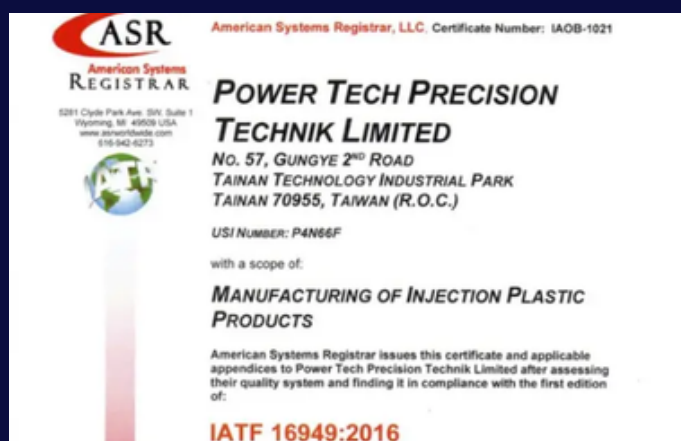 ASR
American Systems
REGISTRAR
5281 Clyde Park Ave. SW, Suite 1
Wyoming, MI 49509 USA
www.asrworldwide.com
616-942-6273
IATF
American Systems Registrar, LLC, Certificate Number: IAOB-1021
POWER TECH PRECISION
TECHNIK LIMITED
NO. 57, GUNGYE 2ND ROAD
TAINAN TECHNOLOGY INDUSTRIAL PARK
TAINAN 70955, TAIWAN (R.O.C.)
USI NUMBER: P4N66F
with a scope of:
MANUFACTURING OF INJECTION PLASTIC
PRODUCTS
American Systems Registrar issues this certificate and applicable
appendices to Power Tech Precision Technik Limited after assessing
their quality system and finding it in compliance with the first edition
of:
IATF 16949:2016